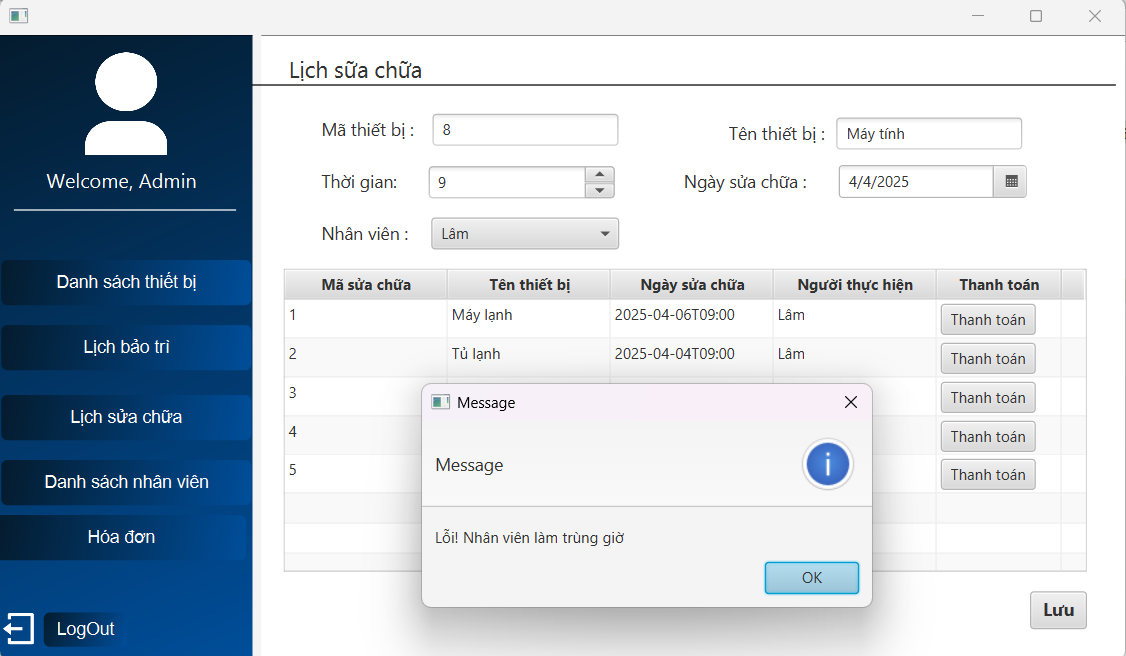 Welcome, Admin
Danh sách thiết bị
Lịch bảo trì
Lịch sửa chữa
Danh sách nhân viên
Hóa đơn
LogOut
Lịch sữa chữa
Mã thiết bị : 8
Tên thiết bị : Máy tính
Thời gian: 9
Ngày sửa chữa : 4/4/2025
Nhân viên : Lâm
Mã sửa chữa Tên thiết bị Ngày sửa chữa Người thực hiện Thanh toán
1 Máy lạnh 2025-04-06T09:00 Lâm Thanh toán
2 Tủ lạnh 2025-04-04T09:00 Lâm Thanh toán
3 Thanh toán
4 Thanh toán
5 Thanh toán
Message
Message
Lỗi! Nhân viên làm trùng giờ
OK
Lưu